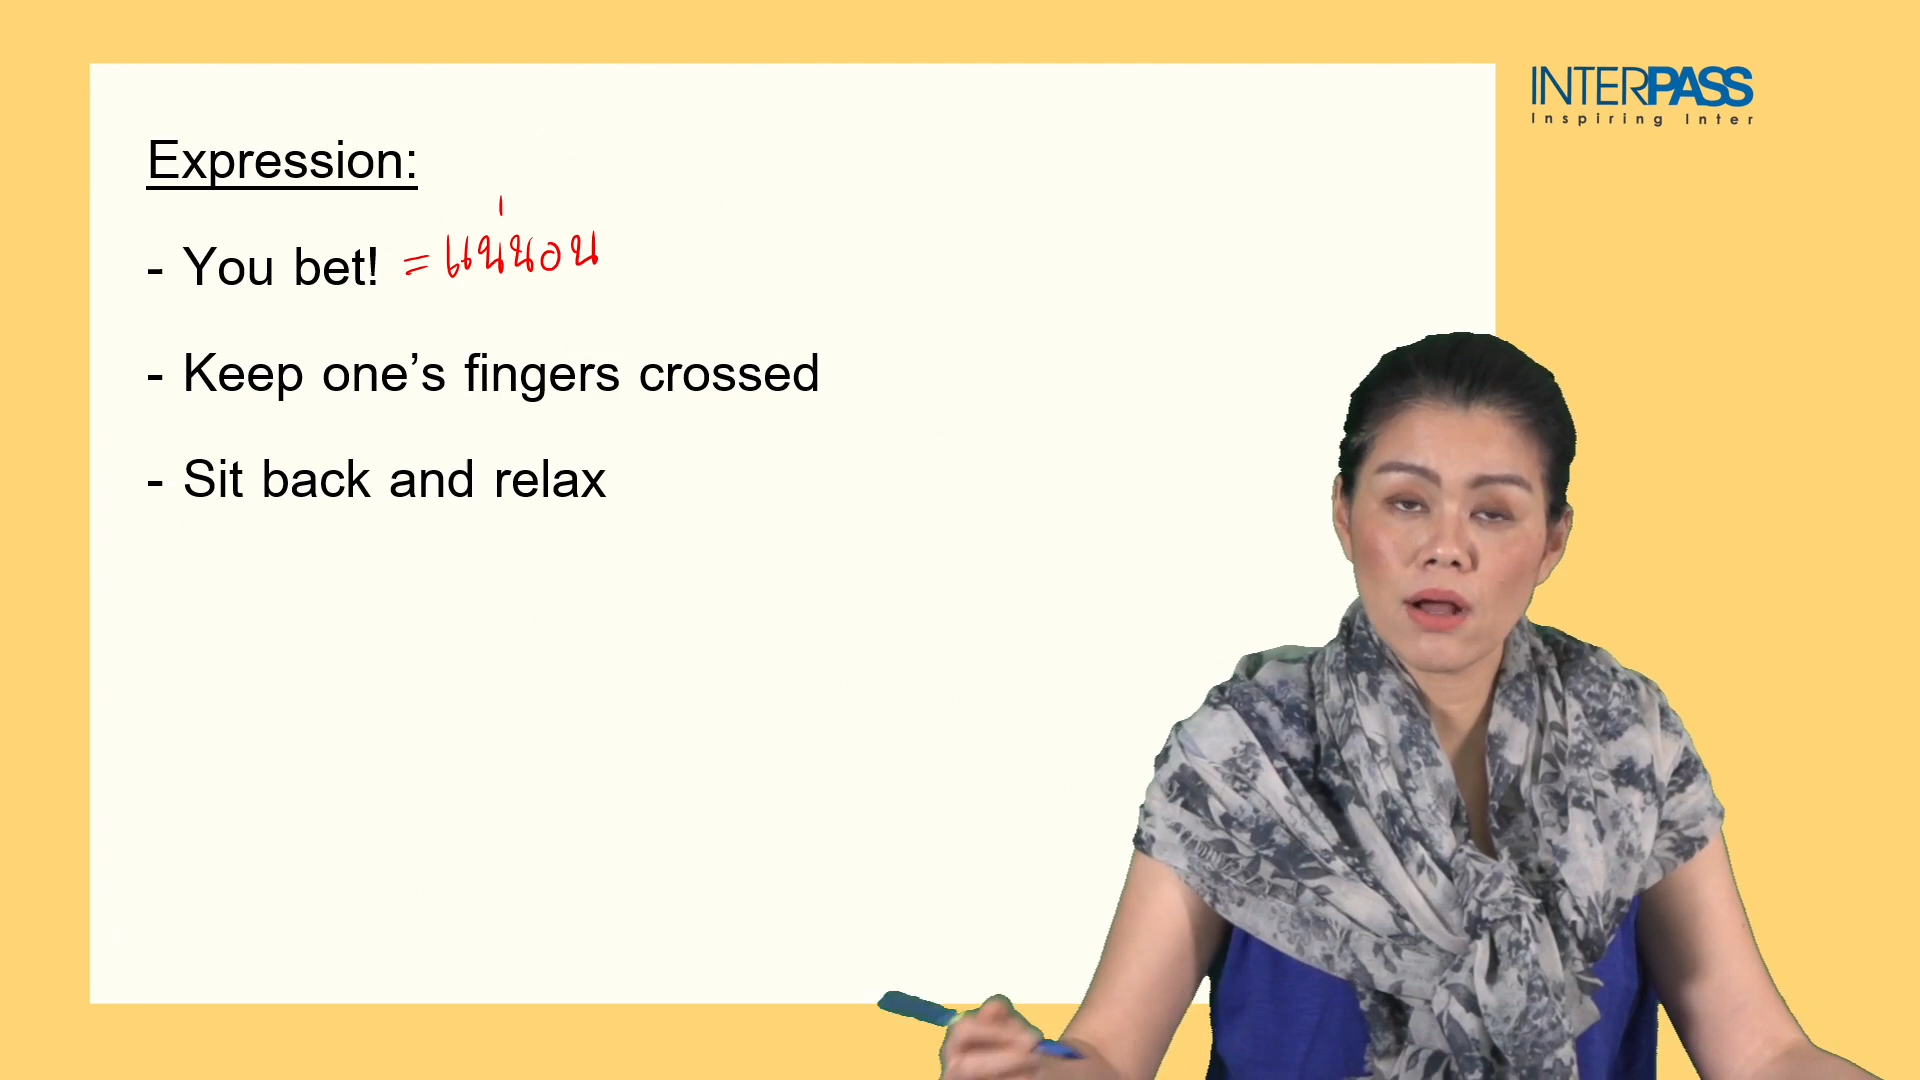 INTERPASS
Inspiring Inter
Expression:
- You bet! = แน่นอน
- Keep one’s fingers crossed
- Sit back and relax